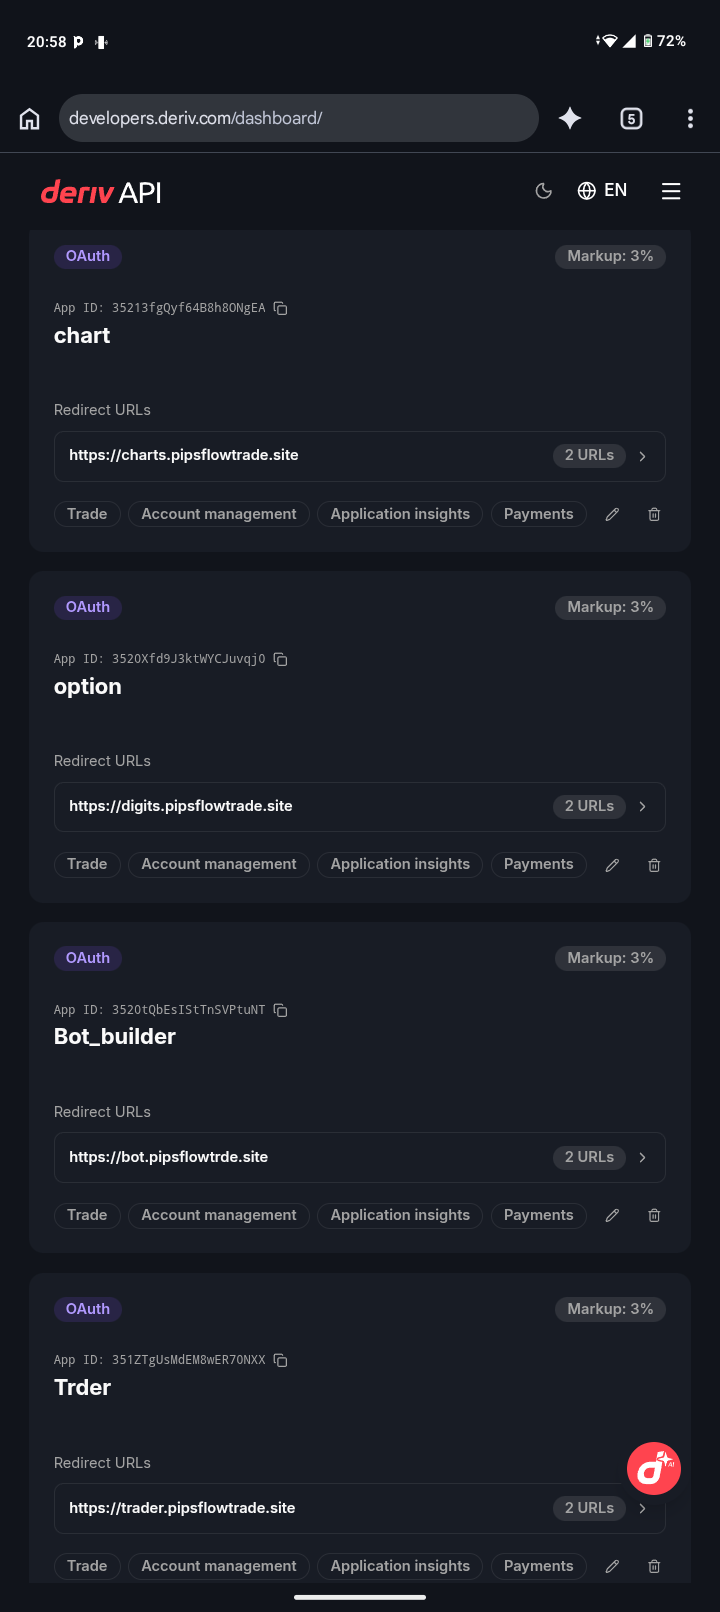 20:58
72%
developers.deriv.com/dashboard/
5
deriv API
EN
OAuth
Markup: 3%
App ID: 35213fgQyf64B8h8ONgEA
chart
Redirect URLs
https://charts.pipsflowtrade.site
2 URLs
Trade Account management Application insights Payments
OAuth
Markup: 3%
App ID: 3520Xfd9J3ktWYCJuvqjO
option
Redirect URLs
https://digits.pipsflowtrade.site
2 URLs
Trade Account management Application insights Payments
OAuth
Markup: 3%
App ID: 3520tQbEsIStTnSVPtuNT
Bot_builder
Redirect URLs
https://bot.pipsflowtrde.site
2 URLs
Trade Account management Application insights Payments
OAuth
Markup: 3%
App ID: 351ZTgUsMdEM8wER7ONXX
Trder
Redirect URLs
https://trader.pipsflowtrade.site
2 URLs
AI
Trade Account management Application insights Payments